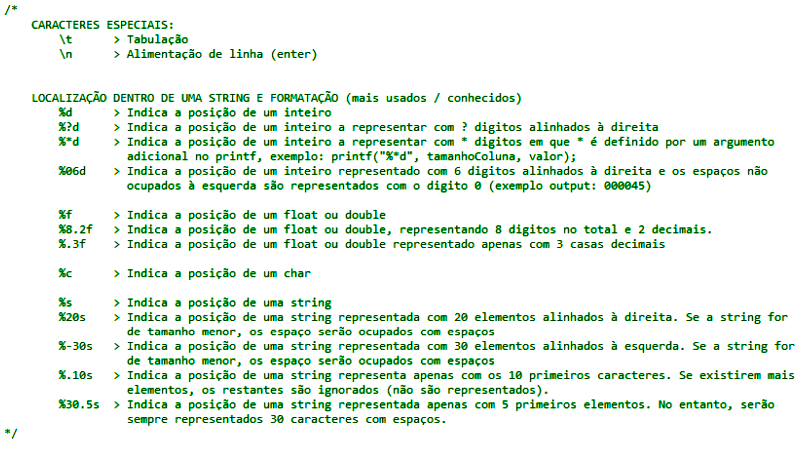 /*
CARACTERES ESPECIAIS:
\t > Tabulação
\n > Alimentação de linha (enter)
LOCALIZAÇÃO DENTRO DE UMA STRING E FORMATAÇÃO (mais usados / conhecidos)
%d > Indica a posição de um inteiro
%?d > Indica a posição de um inteiro a representar com ? digitos alinhados à direita
%*d > Indica a posição de um inteiro a representar com * digitos em que * é definido por um argumento
adicional no printf, exemplo: printf("%*d", tamanhoColuna, valor);
%06d > Indica a posição de um inteiro representado com 6 digitos alinhados à direita e os espaços não
ocupados à esquerda são representados com o digito 0 (exemplo output: 000045)
%f > Indica a posição de um float ou double
%8.2f > Indica a posição de um float ou double, representando 8 digitos no total e 2 decimais.
%.3f > Indica a posição de um float ou double representado apenas com 3 casas decimais
%c > Indica a posição de um char
%s > Indica a posição de uma string
%20s > Indica a posição de uma string representada com 20 elementos alinhados à direita. Se a string for
de tamanho menor, os espaço serão ocupados com espaços
%-30s > Indica a posição de uma string representada com 30 elementos alinhados à esquerda. Se a string for
de tamanho menor, os espaço serão ocupados com espaços
%.10s > Indica a posição de uma string representa apenas com os 10 primeiros caracteres. Se existirem mais
elementos, os restantes são ignorados (não são representados).
%30.5s > Indica a posição de uma string representada apenas com 5 primeiros elementos. No entanto, serão
sempre representados 30 caracteres com espaços.
*/